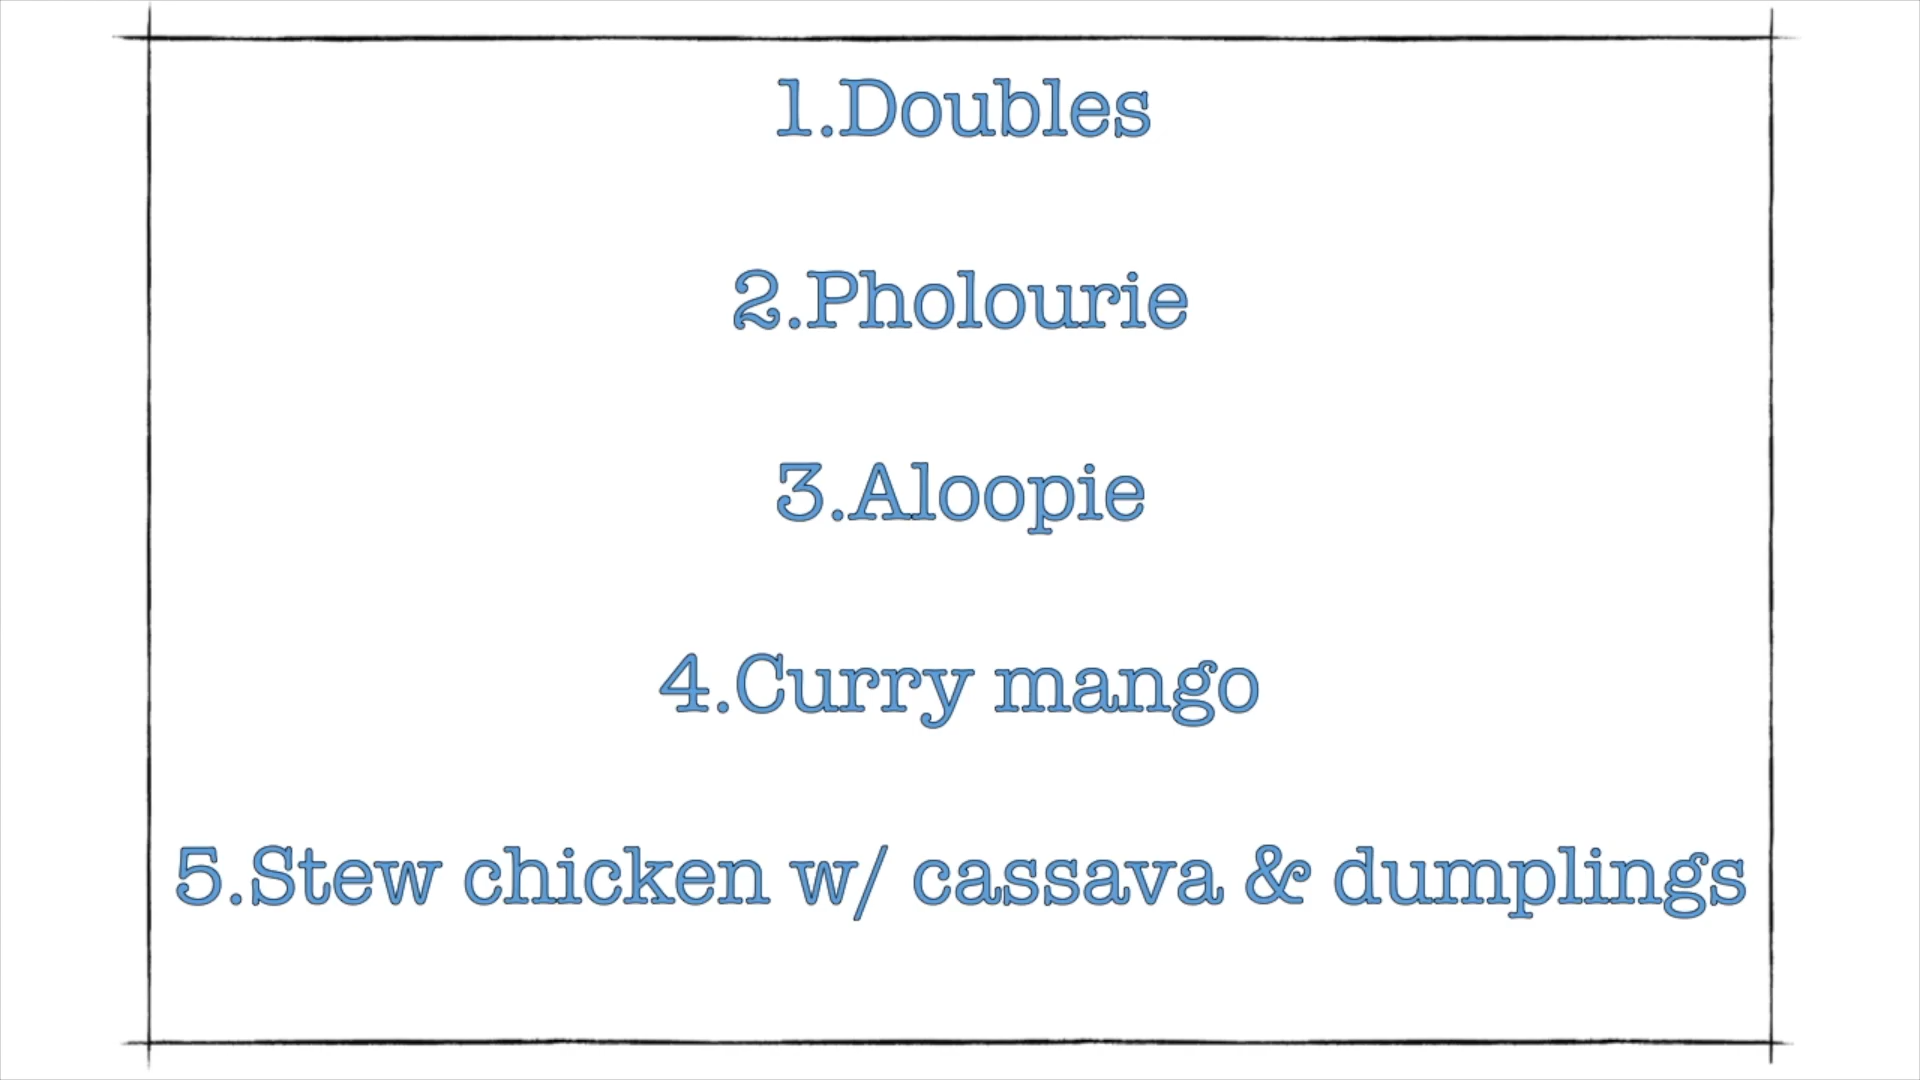 1.Doubles
2.Pholourie
3.Aloopie
4.Curry mango
5.Stew chicken w/ cassava & dumplings